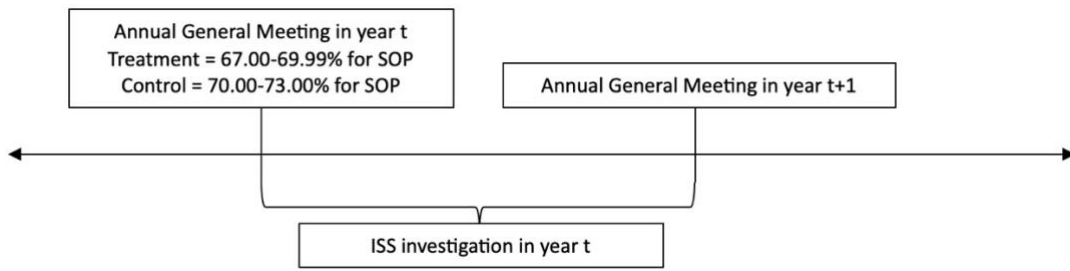 Annual General Meeting in year t
Treatment = 67.00-69.99% for SOP
Control = 70.00-73.00% for SOP
Annual General Meeting in year t+1
ISS investigation in year t